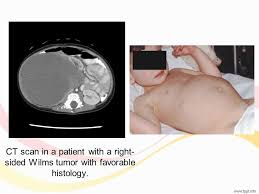 CT scan in a patient with a right-
sided Wilms tumor with favorable
histology.